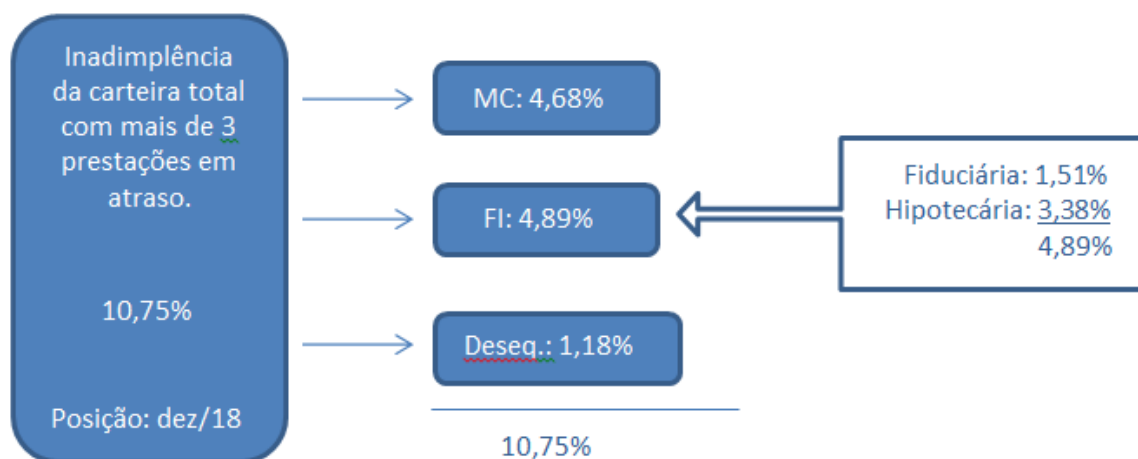 Inadimplência
da carteira total
com mais de 3
prestações em
atraso.
10,75%
Posição: dez/18
MC: 4,68%
FI: 4,89%
Deseq.: 1,18%
10,75%
Fiduciária: 1,51%
Hipotecária: 3,38%
4,89%